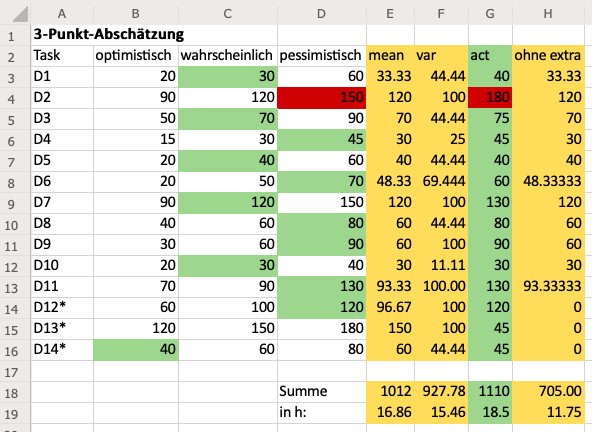 A B C D E F G H
1 3-Punkt-Abschätzung
2 Task optimistisch wahrscheinlich pessimistisch mean var act ohne extra
3 D1 20 30 60 33.33 44.44 40 33.33
4 D2 90 120 150 120 100 180 120
5 D3 50 70 90 70 44.44 75 70
6 D4 15 30 45 30 25 45 30
7 D5 20 40 60 40 44.44 40 40
8 D6 20 50 70 48.33 69.444 60 48.33333
9 D7 90 120 150 120 100 130 120
10 D8 40 60 80 60 44.44 80 60
11 D9 30 60 90 60 100 90 60
12 D10 20 30 40 30 11.11 30 30
13 D11 70 90 130 93.33 100.00 130 93.33333
14 D12* 60 100 120 96.67 100 120 0
15 D13* 120 150 180 150 100 45 0
16 D14* 40 60 80 60 44.44 45 0
17
18 Summe 1012 927.78 1110 705.00
19 in h: 16.86 15.46 18.5 11.75